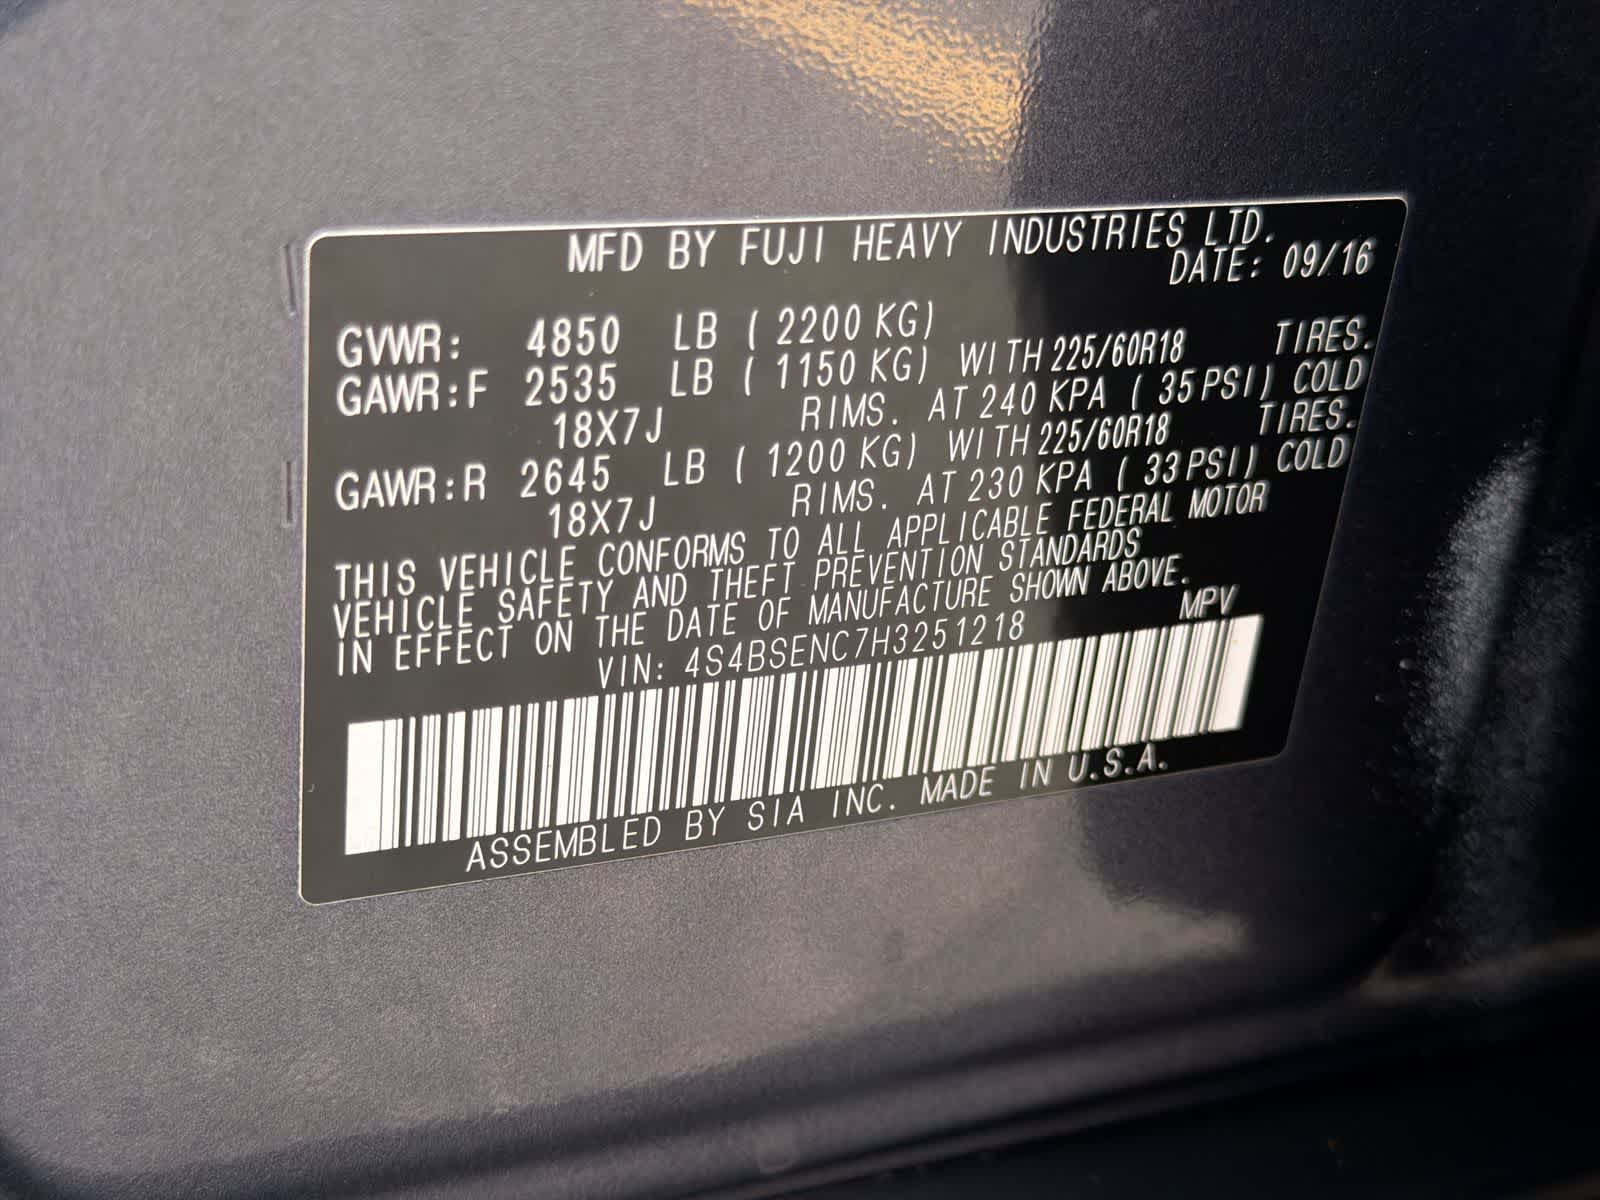 MFD BY FUJI HEAVY INDUSTRIES LTD.
DATE: 09/16
GVWR: 4850 LB ( 2200 KG)
GAWR:F 2535 LB ( 1150 KG) WITH 225/60R18 TIRES.
18X7J RIMS. AT 240 KPA ( 35 PSI) COLD
GAWR:R 2645 LB ( 1200 KG) WITH 225/60R18 TIRES.
18X7J RIMS. AT 230 KPA ( 33 PSI) COLD
THIS VEHICLE CONFORMS TO ALL APPLICABLE FEDERAL MOTOR
VEHICLE SAFETY AND THEFT PREVENTION STANDARDS
IN EFFECT ON THE DATE OF MANUFACTURE SHOWN ABOVE.
VIN: 4S4BSENC7H3251218 MPV
ASSEMBLED BY SIA INC. MADE IN U.S.A.